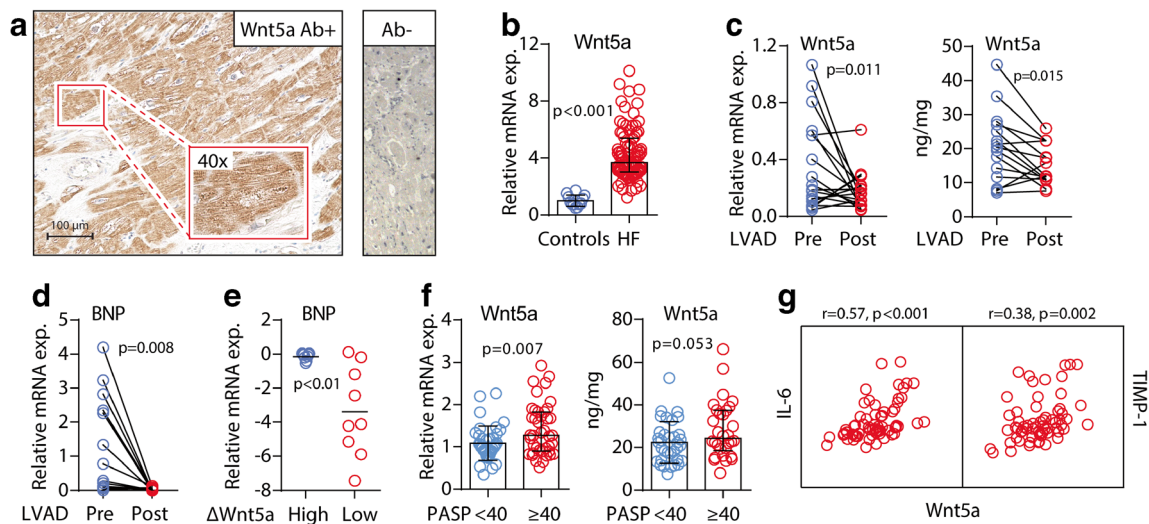 a
Wnt5a Ab+
Ab-
40x
100 µm
b
Wnt5a
Relative mRNA exp.
12
8
4
0
p<0.001
Controls HF
c
Wnt5a
Relative mRNA exp.
1.2
0.8
0.4
0.0
p=0.011
LVAD Pre Post
Wnt5a
ng/mg
50
40
30
20
10
0
p=0.015
Pre Post
d
BNP
Relative mRNA exp.
5
4
3
2
1
0
p=0.008
LVAD Pre Post
e
BNP
Relative mRNA exp.
2
-0
-2
-4
-6
-8
p<0.01
ΔWnt5a High Low
f
Wnt5a
Relative mRNA exp.
4
3
2
1
0
p=0.007
PASP <40 ≥40
Wnt5a
ng/mg
80
60
40
20
0
p=0.053
PASP <40 ≥40
g
r=0.57, p<0.001
r=0.38, p=0.002
IL-6
TIMP-1
Wnt5a